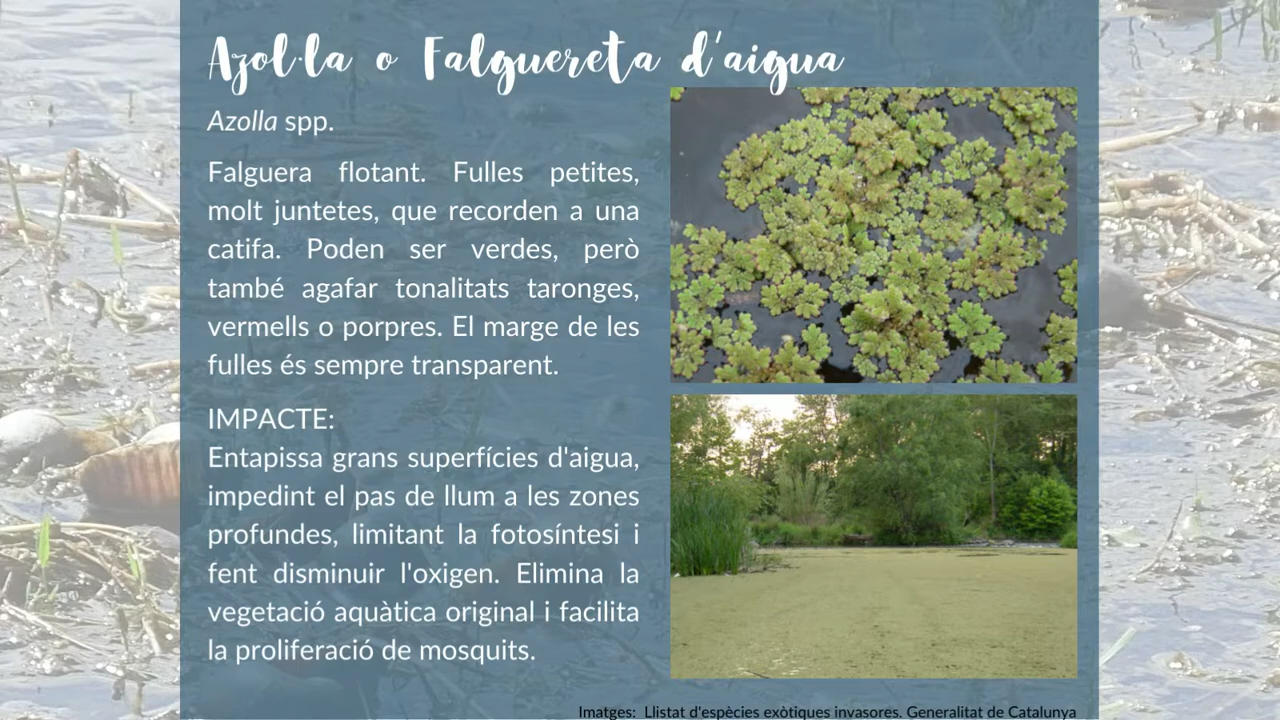 Azol·la o Falguereta d'aigua
Azolla spp.
Falguera flotant. Fulles petites,
molt juntetes, que recorden a una
catifa. Poden ser verdes, però
també agafar tonalitats taronges,
vermells o porpres. El marge de les
fulles és sempre transparent.
IMPACTE:
Entapissa grans superfícies d'aigua,
impedint el pas de llum a les zones
profundes, limitant la fotosíntesi i
fent disminuir l'oxigen. Elimina la
vegetació aquàtica original i facilita
la proliferació de mosquits.
Imatges: Llistat d'espècies exòtiques invasores. Generalitat de Catalunya